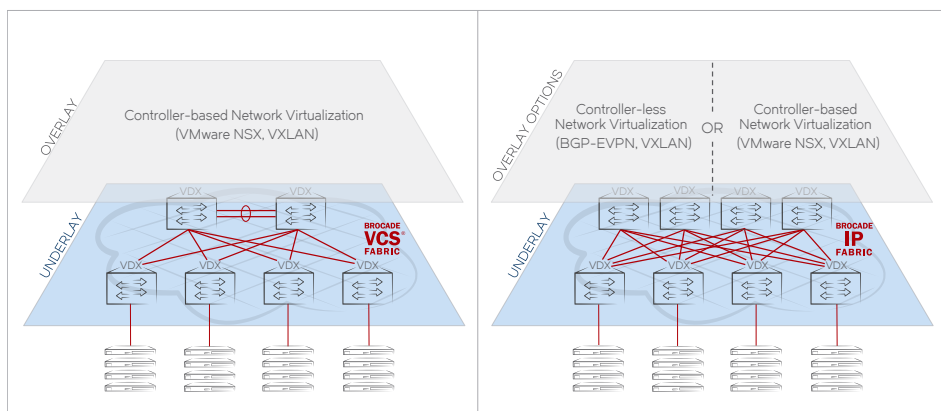 OVERLAY
Controller-based Network Virtualization
(VMware NSX, VXLAN)
UNDERLAY
VDX
VDX
BROCADE
VCS®
FABRIC
VDX
VDX
VDX
VDX
OVERLAY OPTIONS
Controller-less
Network Virtualization
(BGP-EVPN, VXLAN)
OR
Controller-based
Network Virtualization
(VMware NSX, VXLAN)
UNDERLAY
VDX
VDX
VDX
VDX
BROCADE
IP
FABRIC
VDX
VDX
VDX
VDX